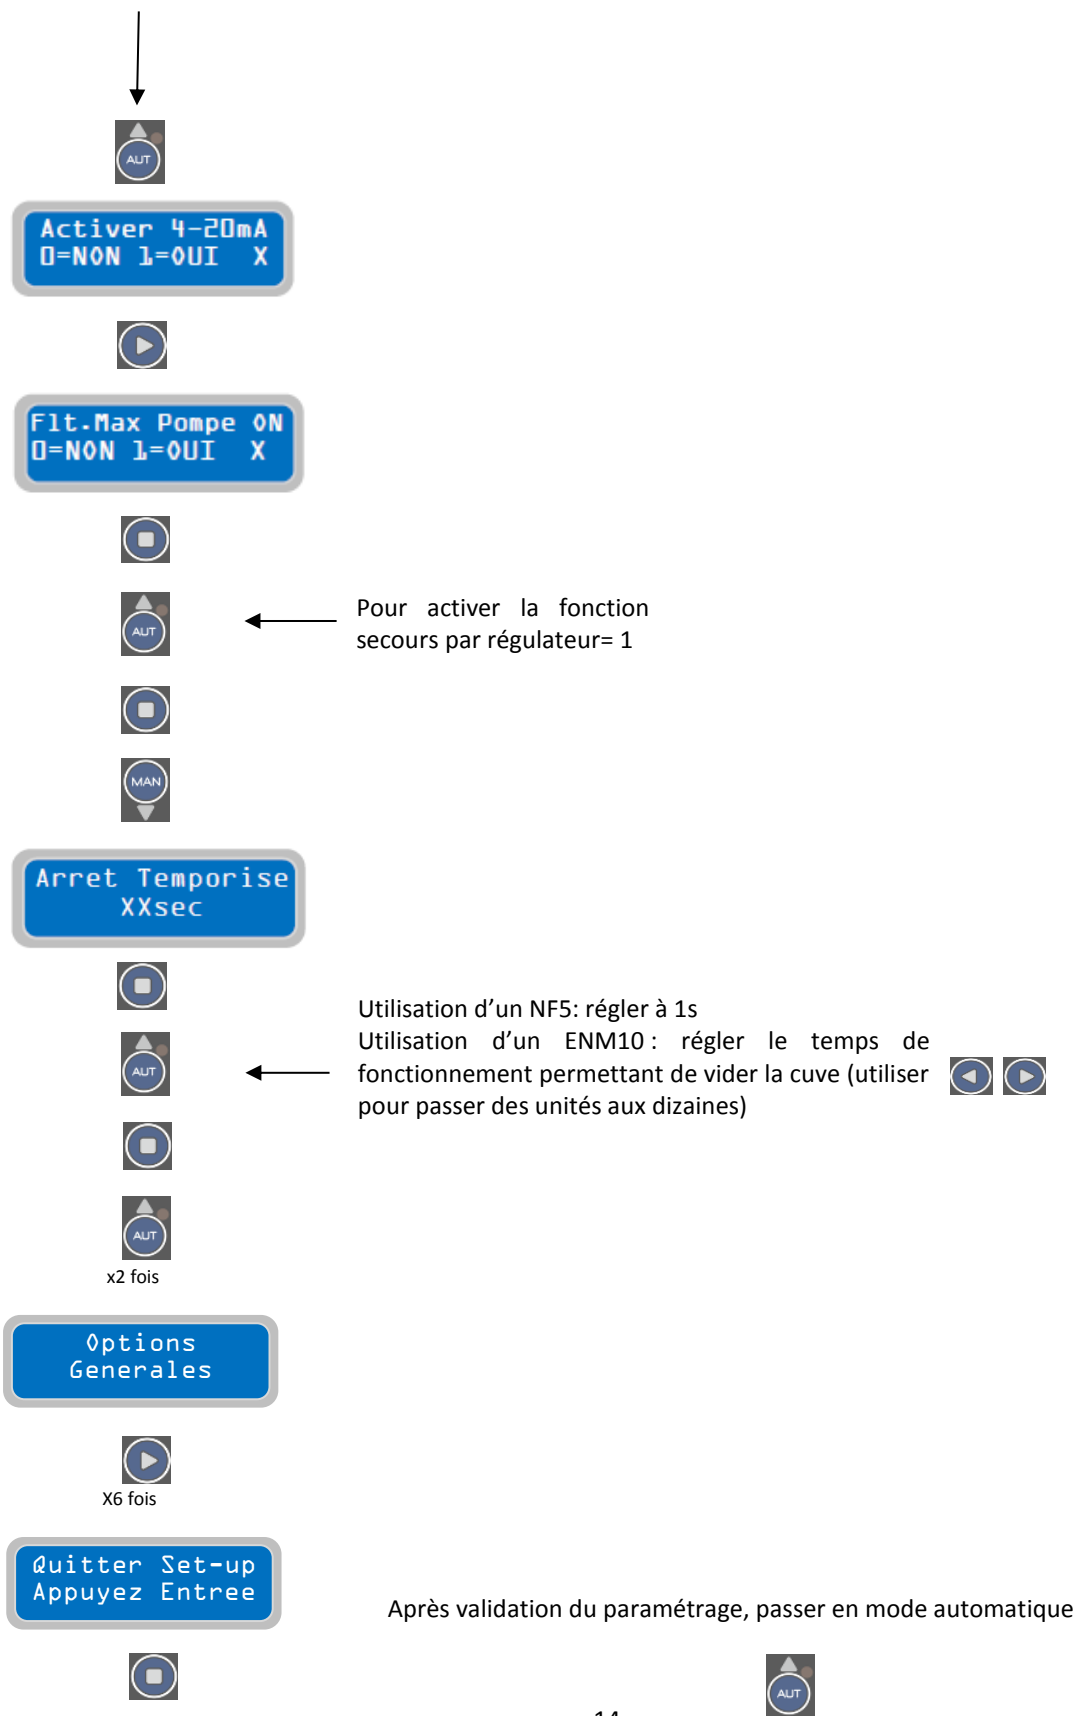 AUT
Activer 4-20mA
0=NON 1=OUI X
Flt.Max Pompe ON
0=NON 1=OUI X
AUT
Pour activer la fonction
secours par régulateur= 1
MAN
Arret Temporise
XXsec
Utilisation d’un NF5: régler à 1s
Utilisation d’un ENM10 : régler le temps de
fonctionnement permettant de vider la cuve (utiliser
pour passer des unités aux dizaines)
AUT
AUT
x2 fois
Options
Generales
X6 fois
Quitter Set-up
Appuyez Entree
Après validation du paramétrage, passer en mode automatique
AUT